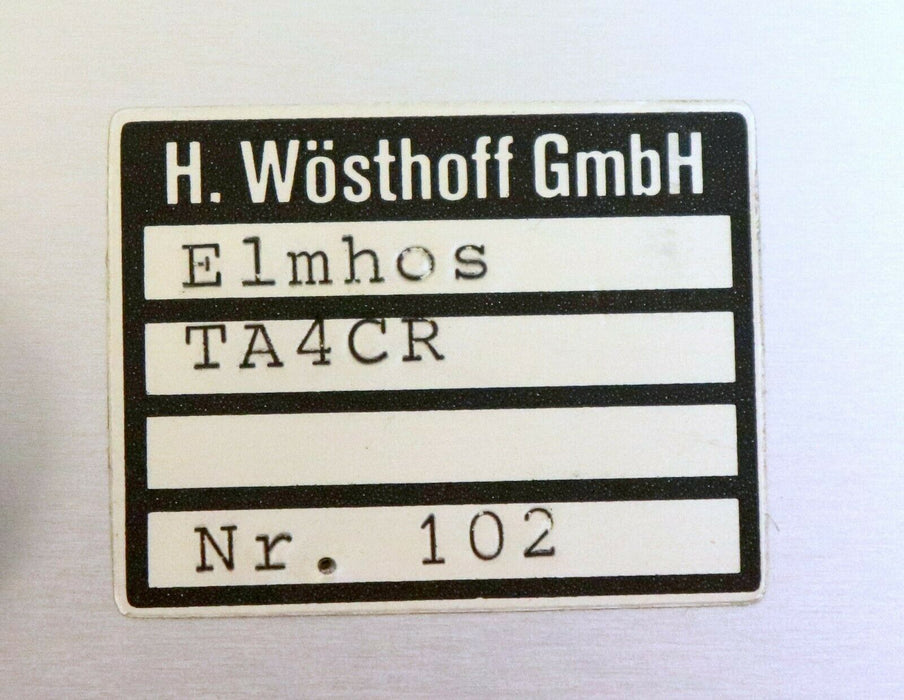 H. Wösthoff GmbH
Elmhos
TA4CR
Nr. 102